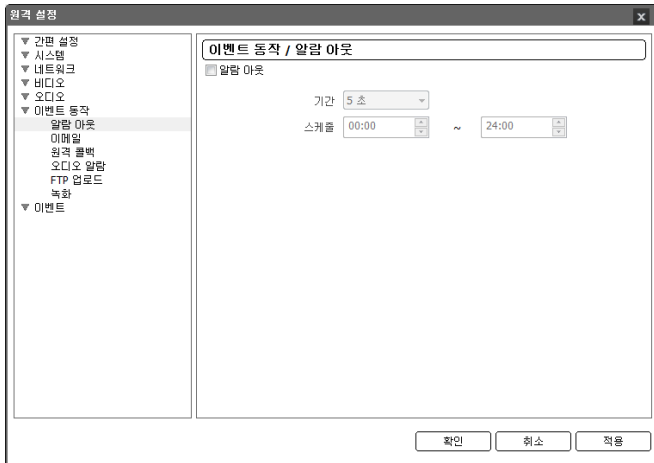 원격 설정
간편 설정
시스템
네트워크
비디오
오디오
이벤트 동작
알람 아웃
이메일
원격 콜백
오디오 알람
FTP 업로드
녹화
이벤트
이벤트 동작 / 알람 아웃
알람 아웃
기간 5 초
스케줄 00:00 ~ 24:00
확인 취소 적용